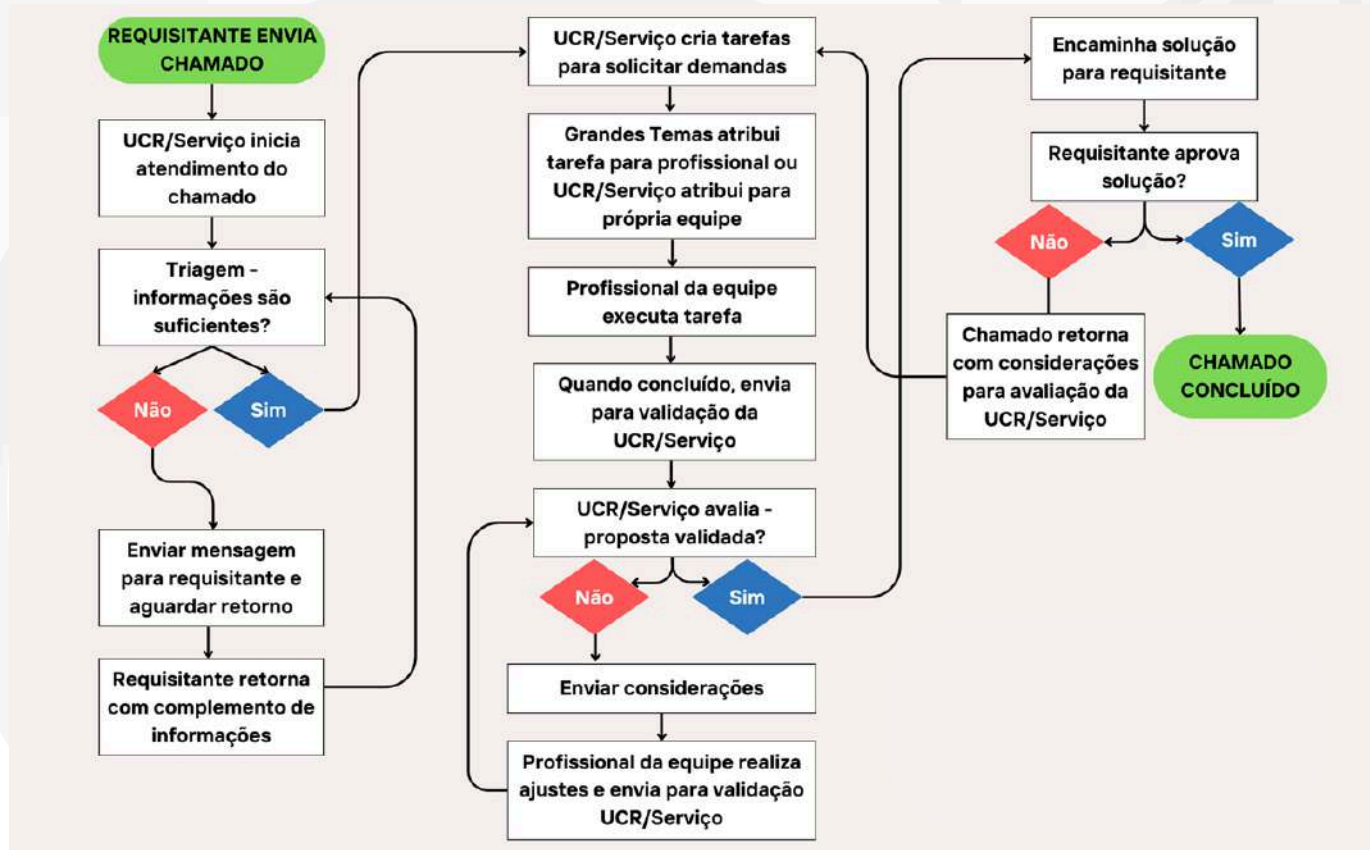 REQUISITANTE ENVIA
CHAMADO
UCR/Serviço inicia
atendimento do
chamado
Triagem -
informações são
suficientes?
Não
Sim
Enviar mensagem
para requisitante e
aguardar retorno
Requisitante retorna
com complemento de
informações
UCR/Serviço cria tarefas
para solicitar demandas
Grandes Temas atribui
tarefa para profissional ou
UCR/Serviço atribui para
própria equipe
Profissional da equipe
executa tarefa
Quando concluído, envia
para validação da
UCR/Serviço
UCR/Serviço avalia -
proposta validada?
Não
Sim
Enviar considerações
Profissional da equipe realiza
ajustes e envia para validação
UCR/Serviço
Encaminha solução
para requisitante
Requisitante aprova
solução?
Não
Sim
Chamado retorna
com considerações
para avaliação da
UCR/Serviço
CHAMADO
CONCLUÍDO